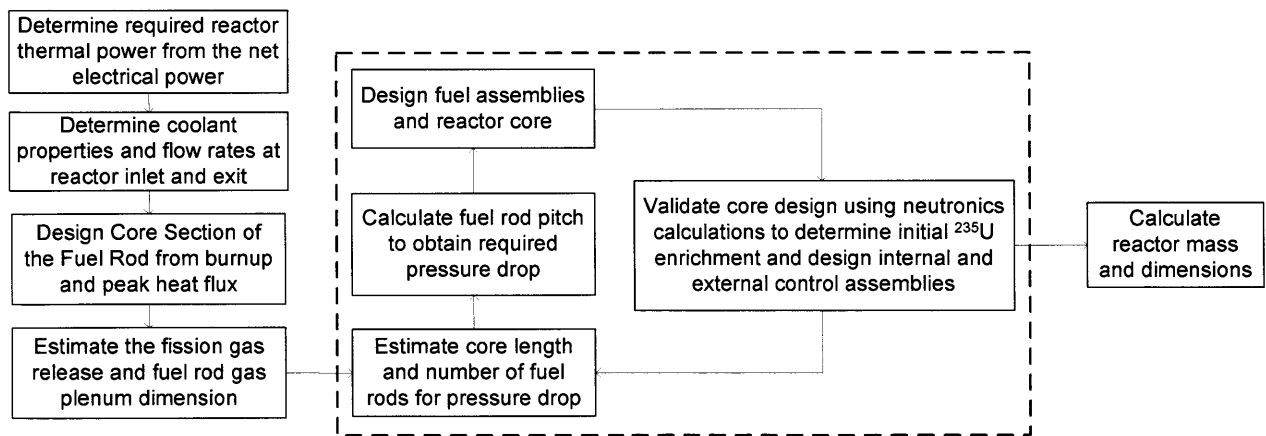 Determine required reactor
thermal power from the net
electrical power
Determine coolant
properties and flow rates at
reactor inlet and exit
Design Core Section of
the Fuel Rod from burnup
and peak heat flux
Estimate the fission gas
release and fuel rod gas
plenum dimension
Estimate core length
and number of fuel
rods for pressure drop
Calculate fuel rod pitch
to obtain required
pressure drop
Design fuel assemblies
and reactor core
Validate core design using neutronics
calculations to determine initial ²³⁵U
enrichment and design internal and
external control assemblies
Calculate
reactor mass
and dimensions